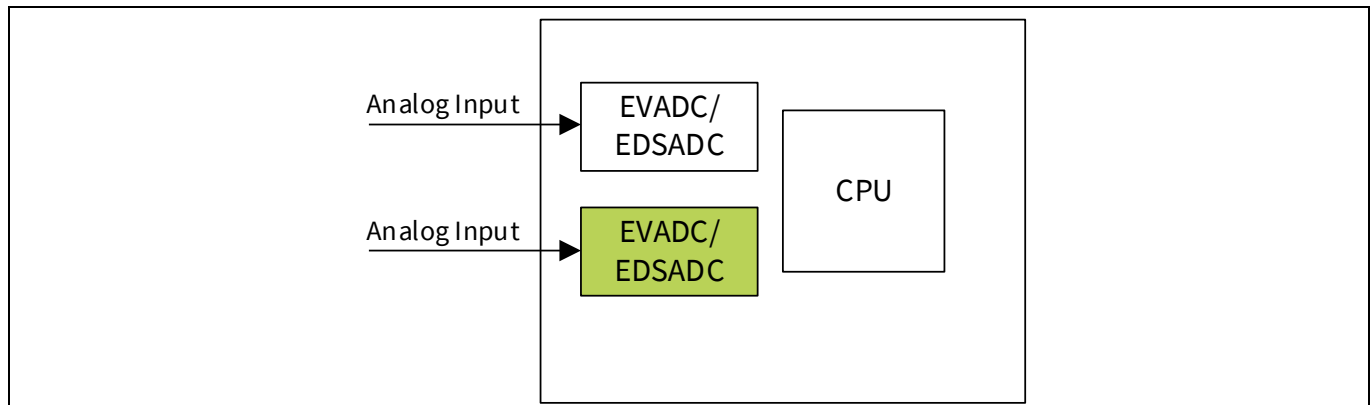 Analog Input
EVADC/
EDSADC
CPU
Analog Input
EVADC/
EDSADC